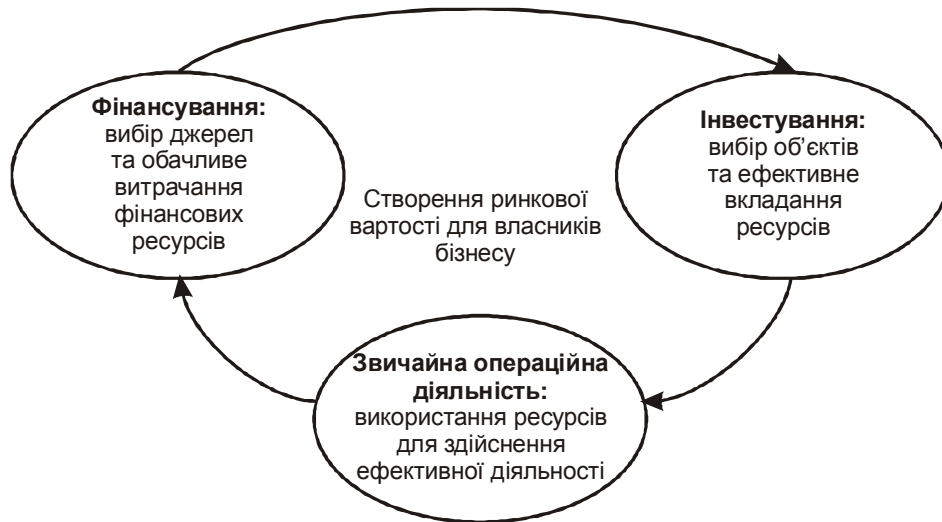 Фінансування:
вибір джерел
та обачливе
витрачання
фінансових
ресурсів
Інвестування:
вибір об’єктів
та ефективне
вкладання
ресурсів
Створення ринкової
вартості для власників
бізнесу
Звичайна операційна
діяльність:
використання ресурсів
для здійснення
ефективної діяльності